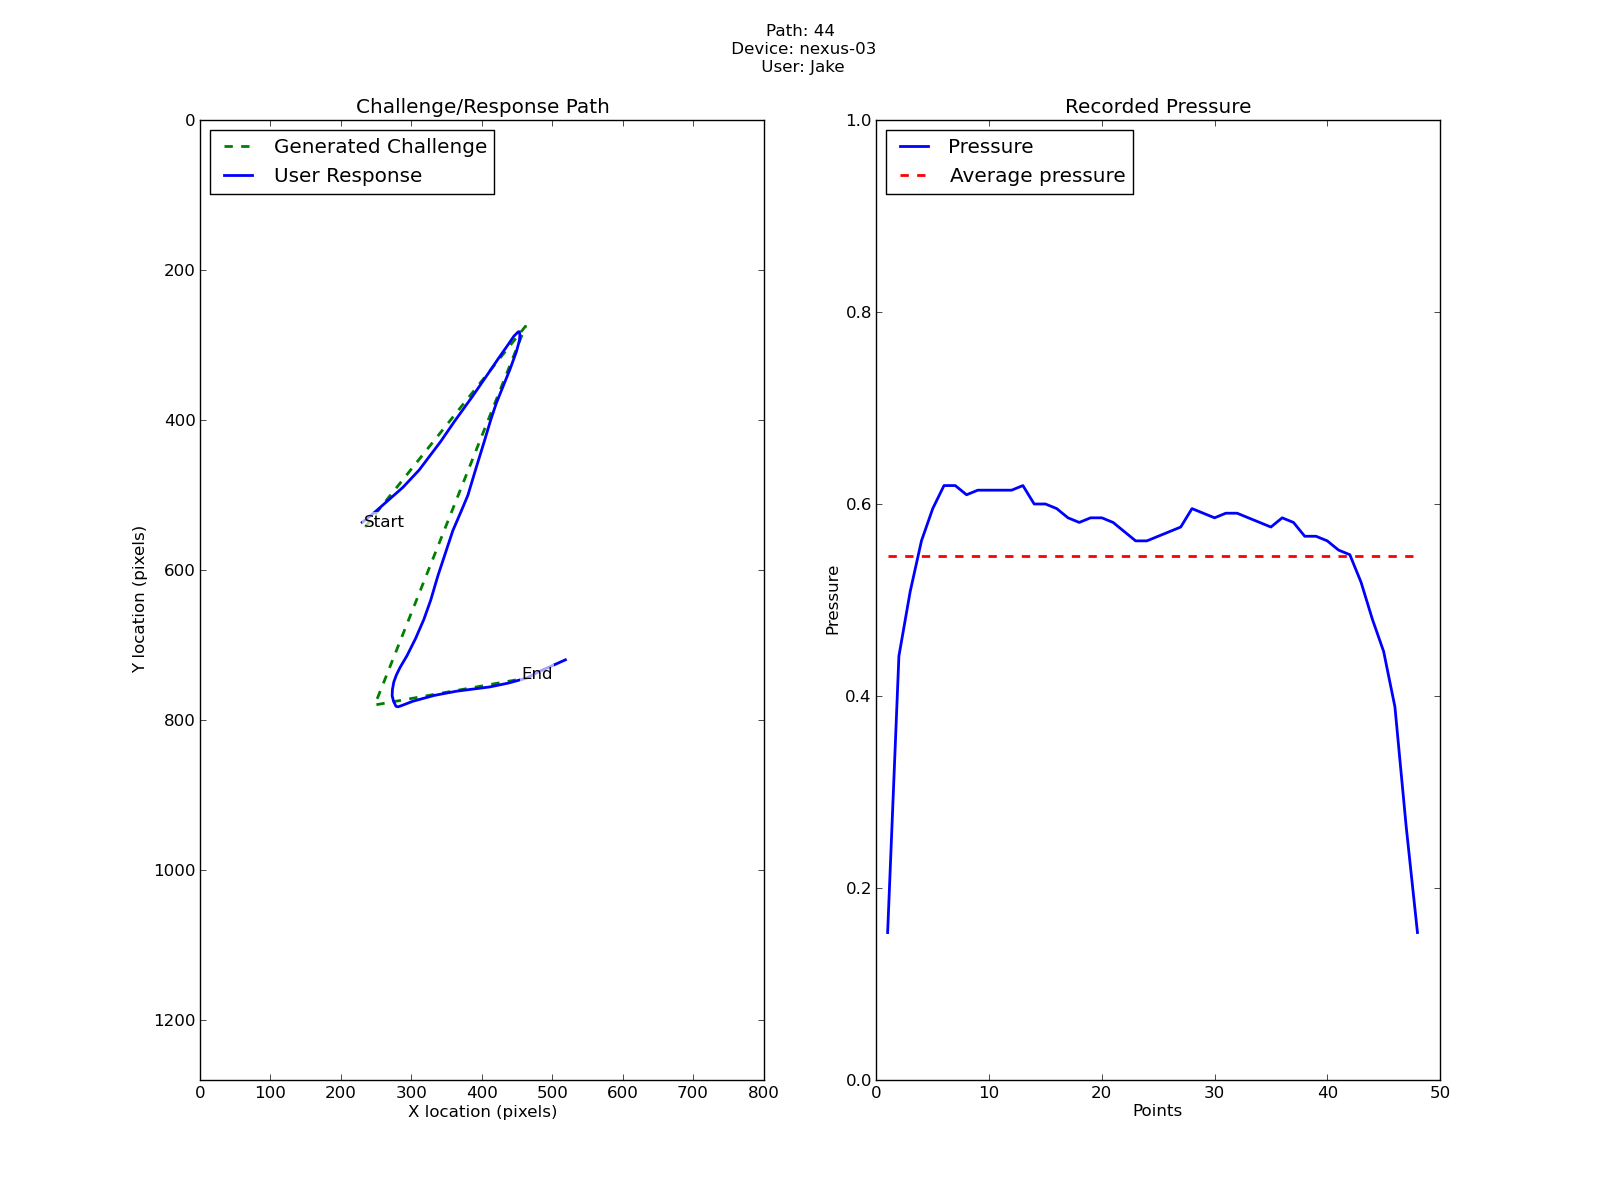 Path: 44
Device: nexus-03
User: Jake
Challenge/Response Path
Generated Challenge
User Response
Start
End
0
200
400
600
800
1000
1200
Y location (pixels)
0 100 200 300 400 500 600 700 800
X location (pixels)
Recorded Pressure
Pressure
Average pressure
1.0
0.8
0.6
0.4
0.2
0.0
Pressure
0 10 20 30 40 50
Points